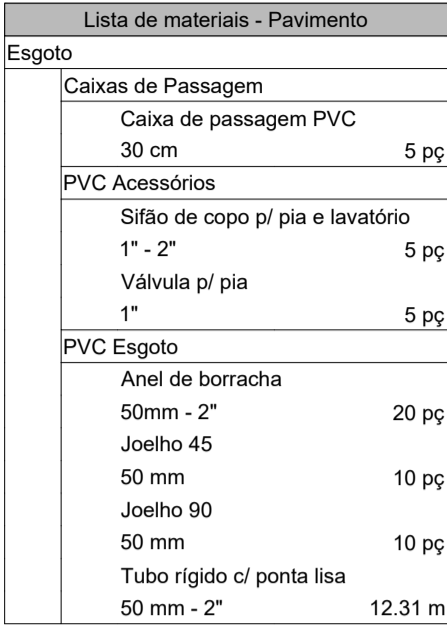 Lista de materiais - Pavimento
Esgoto
Caixas de Passagem
Caixa de passagem PVC
30 cm 5 pç
PVC Acessórios
Sifão de copo p/ pia e lavatório
1" - 2" 5 pç
Válvula p/ pia
1" 5 pç
PVC Esgoto
Anel de borracha
50mm - 2" 20 pç
Joelho 45
50 mm 10 pç
Joelho 90
50 mm 10 pç
Tubo rígido c/ ponta lisa
50 mm - 2" 12.31 m